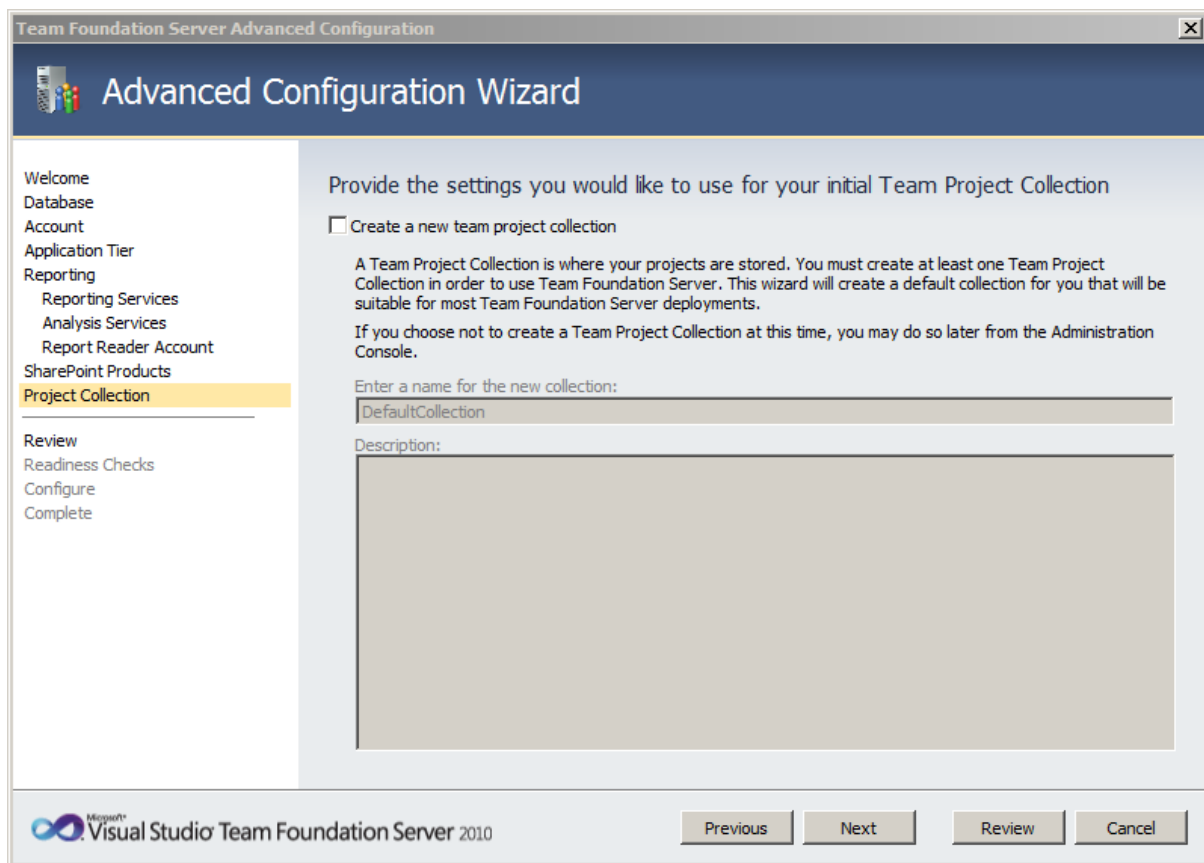 Team Foundation Server Advanced Configuration
Advanced Configuration Wizard
Welcome
Database
Account
Application Tier
Reporting
Reporting Services
Analysis Services
Report Reader Account
SharePoint Products
Project Collection
Review
Readiness Checks
Configure
Complete
Provide the settings you would like to use for your initial Team Project Collection
Create a new team project collection
A Team Project Collection is where your projects are stored. You must create at least one Team Project
Collection in order to use Team Foundation Server. This wizard will create a default collection for you that will be
suitable for most Team Foundation Server deployments.
If you choose not to create a Team Project Collection at this time, you may do so later from the Administration
Console.
Enter a name for the new collection:
DefaultCollection
Description:
Microsoft®
Visual Studio Team Foundation Server 2010
Previous
Next
Review
Cancel